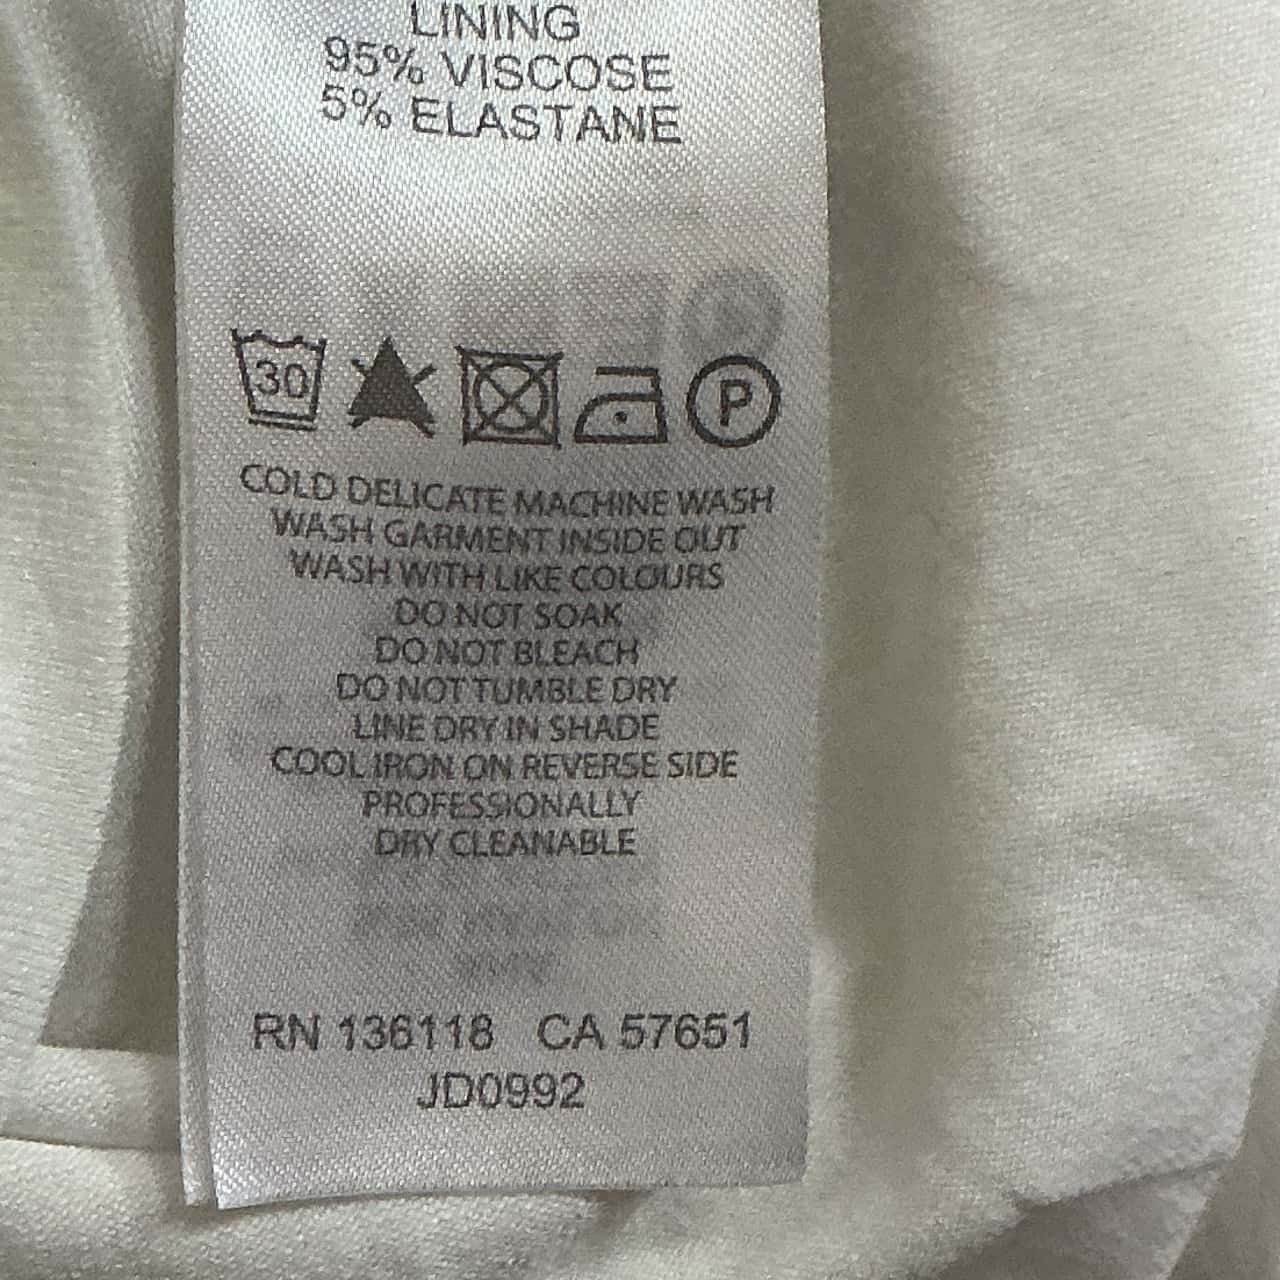 LINING
95% VISCOSE
5% ELASTANE
30
P
COLD DELICATE MACHINE WASH
WASH GARMENT INSIDE OUT
WASH WITH LIKE COLOURS
DO NOT SOAK
DO NOT BLEACH
DO NOT TUMBLE DRY
LINE DRY IN SHADE
COOL IRON ON REVERSE SIDE
PROFESSIONALLY
DRY CLEANABLE
RN 136118 CA 57651
JD0992